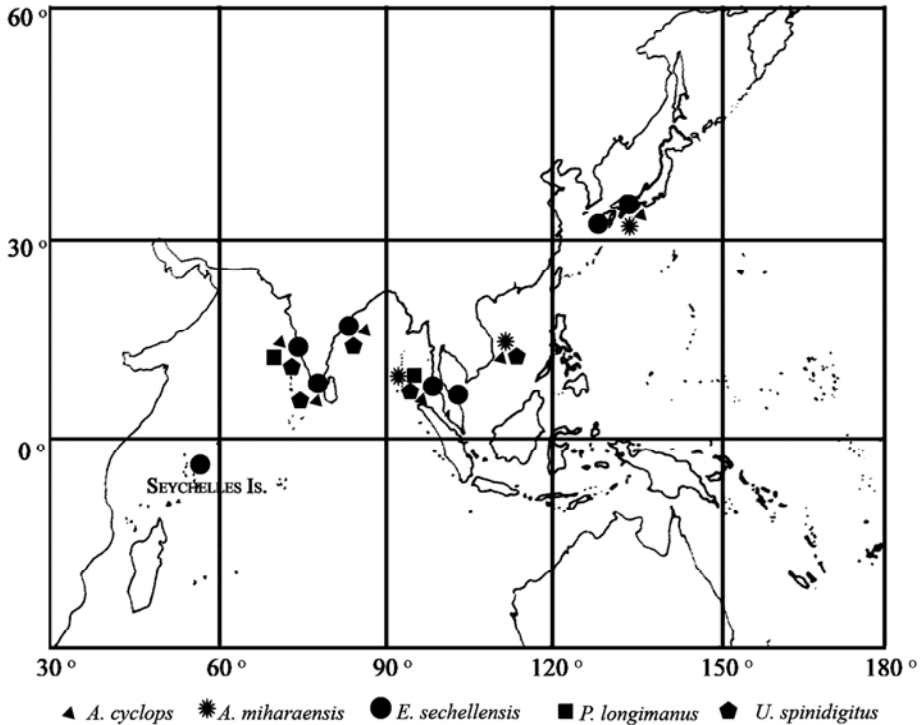 60 °
30 °
0 °
SEYCHELLES IS.
30 ° 60 ° 90 ° 120 ° 150 ° 180 °
A. cyclops A. miharaensis E. sechellensis P. longimanus U. spinidigitus